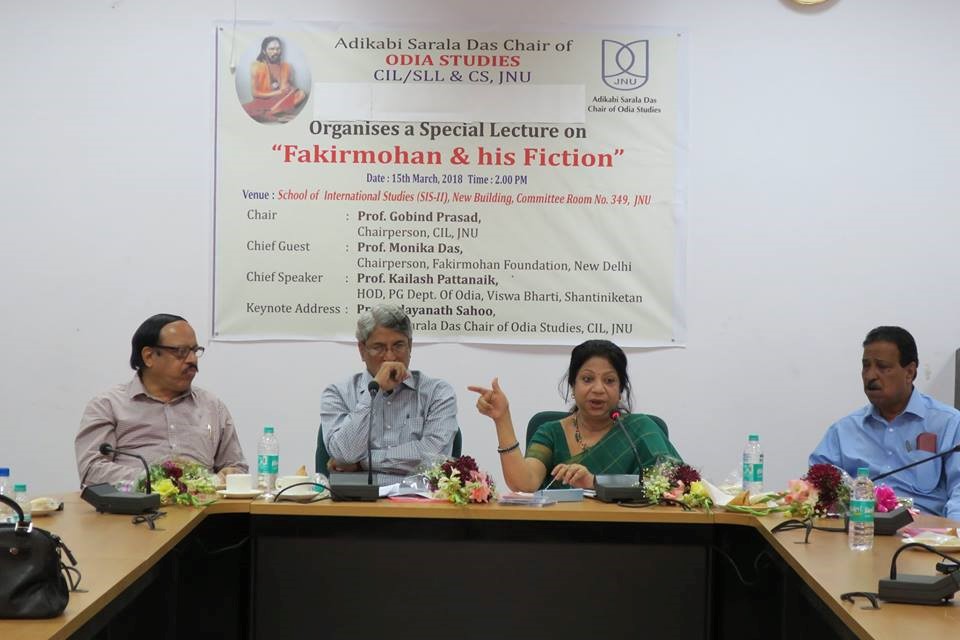 Adikabi Sarala Das Chair of
ODIA STUDIES
CIL/SLL & CS, JNU
JNU
Adikabi Sarala Das
Chair of Odia Studies
Organises a Special Lecture on
“Fakirmohan & his Fiction”
Date : 15th March, 2018 Time : 2.00 PM
Venue : School of International Studies (SIS-II), New Building, Committee Room No. 349, JNU
Chair : Prof. Gobind Prasad,
Chairperson, CIL, JNU
Chief Guest : Prof. Monika Das,
Chairperson, Fakirmohan Foundation, New Delhi
Chief Speaker : Prof. Kailash Pattanaik,
HOD, PG Dept. Of Odia, Viswa Bharti, Shantiniketan
Keynote Address : Sahoo,
Sarala Das Chair of Odia Studies, CIL, JNU